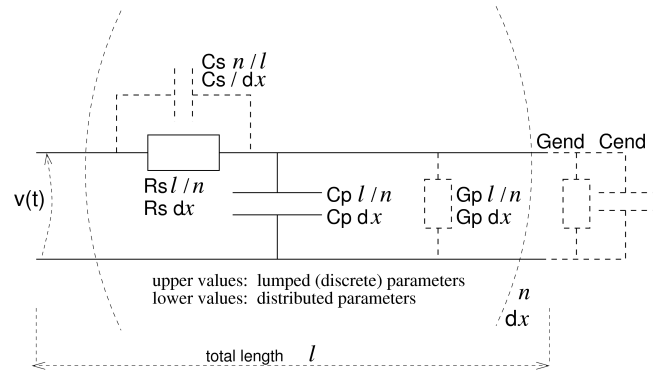 Cs n / l
Cs / dx
Gend Cend
v(t)
Rs l / n
Rs dx
Cp l / n
Cp dx
Gp l / n
Gp dx
upper values: lumped (discrete) parameters
lower values: distributed parameters
n
dx
total length l